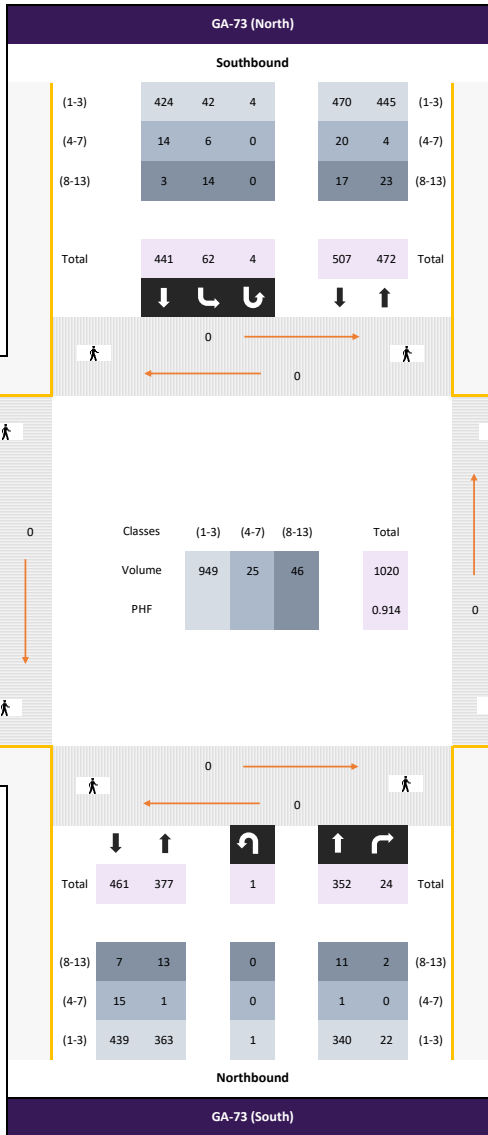 GA-73 (North)
Southbound
(1-3) 424 42 4 470 445 (1-3)
(4-7) 14 6 0 20 4 (4-7)
(8-13) 3 14 0 17 23 (8-13)
Total 441 62 4 507 472 Total
0
0
0
Classes (1-3) (4-7) (8-13) Total
Volume 949 25 46 1020
PHF 0.914
0
0
0
Total 461 377 1 352 24 Total
(8-13) 7 13 0 11 2 (8-13)
(4-7) 15 1 0 1 0 (4-7)
(1-3) 439 363 1 340 22 (1-3)
Northbound
GA-73 (South)